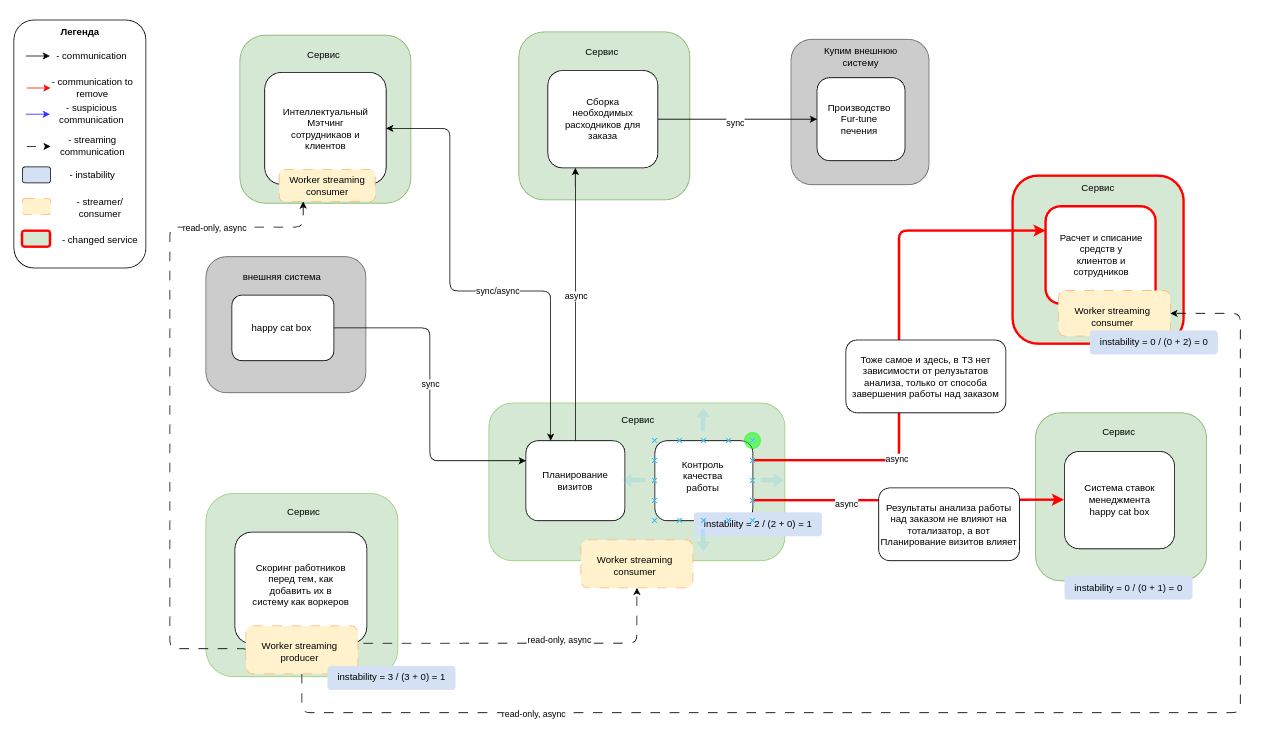 Легенда
- communication
- communication to
remove
- suspicious
communication
- streaming
communication
- instability
- streamer/
consumer
- changed service
Сервис
Интеллектуальный
Мэтчинг
сотрудникаов и
клиентов
Worker streaming
consumer
read-only, async
Сервис
Сборка
необходимых
расходников для
заказа
sync
Купим внешнюю
систему
Производство
Fur-tune
печения
внешняя система
happy cat box
sync/async
async
sync
Сервис
Расчет и списание
средств у
клиентов и
сотрудников
Worker streaming
consumer
instability = 0 / (0 + 2) = 0
Тоже самое и здесь, в ТЗ нет
зависимости от релузьтатов
анализа, только от способа
завершения работы над заказом
async
Сервис
Планирование
визитов
Контроль
качества
работы
instability = 2 / (2 + 0) = 1
Worker streaming
consumer
async
Результаты анализа работы
над заказом не влияют на
тотализатор, а вот
Планирование визитов влияет
Сервис
Система ставок
менеджмента
happy cat box
instability = 0 / (0 + 1) = 0
Сервис
Скоринг работников
перед тем, как
добавить их в
систему как воркеров
Worker streaming
producer
instability = 3 / (3 + 0) = 1
read-only, async
read-only, async